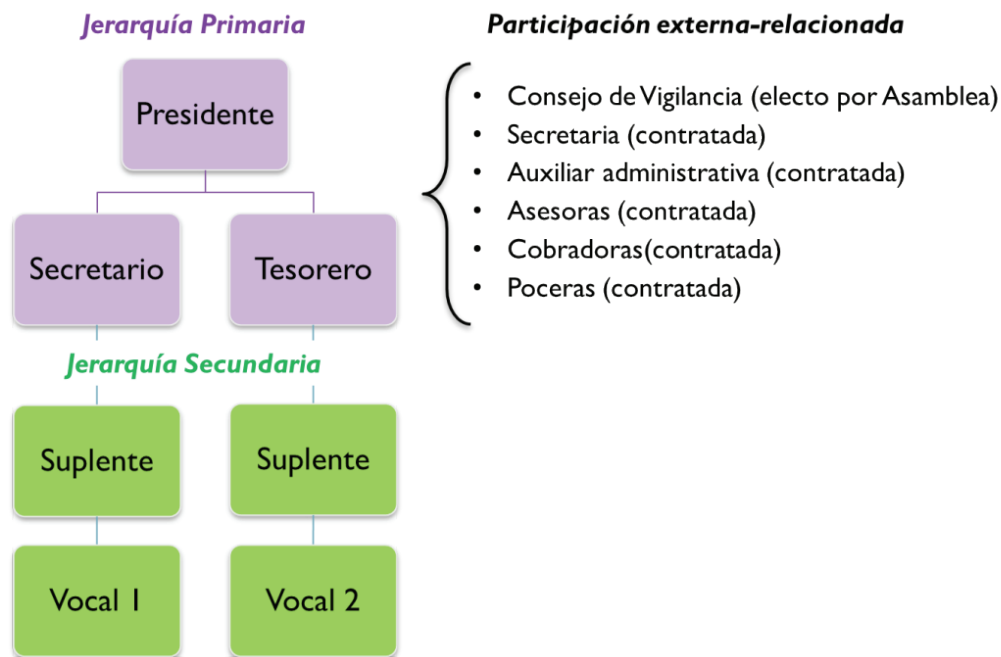 Jerarquía Primaria
Presidente
Secretario
Tesorero
Jerarquía Secundaria
Suplente
Suplente
Vocal 1
Vocal 2
Participación externa-relacionada
• Consejo de Vigilancia (electo por Asamblea)
• Secretaria (contratada)
• Auxiliar administrativa (contratada)
• Asesoras (contratada)
• Cobradoras(contratada)
• Poceras (contratada)